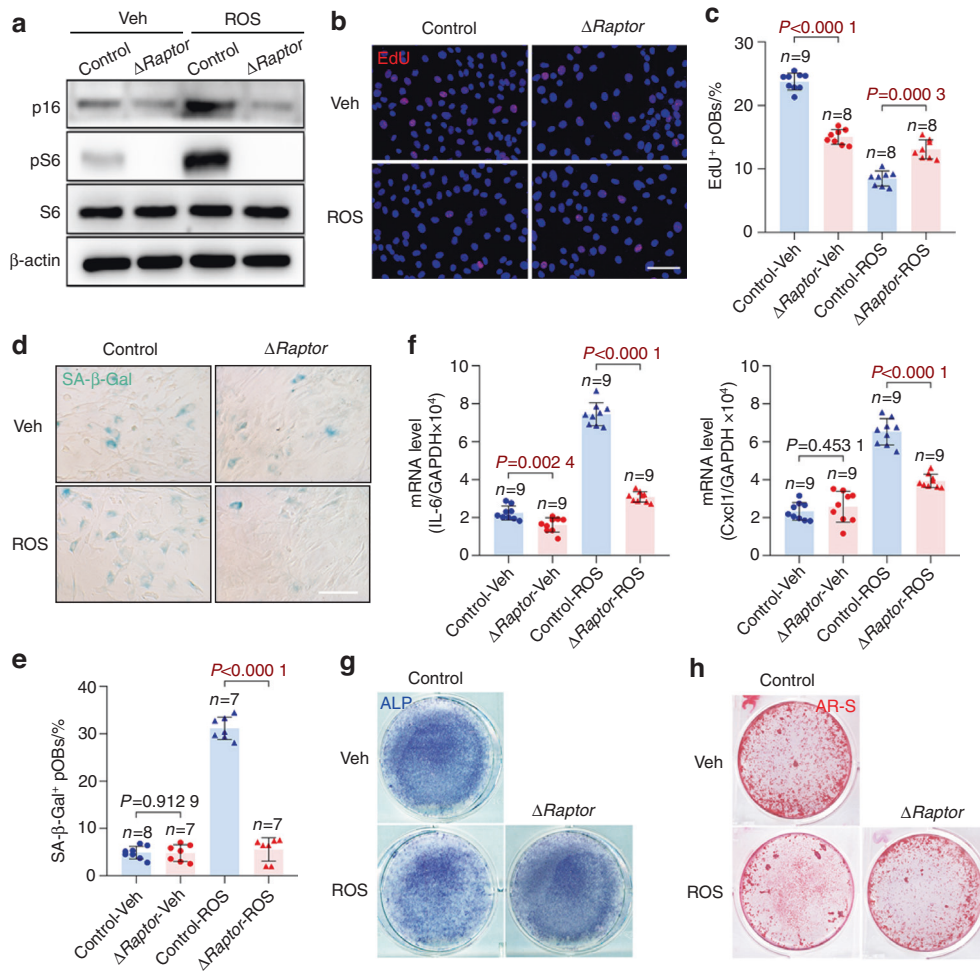 a
Veh ROS
Control ΔRaptor Control ΔRaptor
p16
pS6
S6
β-actin
b
Control ΔRaptor
EdU
Veh
ROS
c
EdU⁺ pOBs/%
30
20
10
0
P<0.000 1
n=9
n=8
P=0.000 3
n=8
n=8
Control-Veh
ΔRaptor-Veh
Control-ROS
ΔRaptor-ROS
d
Control ΔRaptor
SA-β-Gal
Veh
ROS
f
mRNA level
(IL-6/GAPDH×10⁴)
10
8
6
4
2
0
P=0.002 4
n=9
n=9
P<0.000 1
n=9
n=9
Control-Veh
ΔRaptor-Veh
Control-ROS
ΔRaptor-ROS
mRNA level
(Cxcl1/GAPDH ×10⁴)
10
8
6
4
2
0
P=0.453 1
n=9
n=9
P<0.000 1
n=9
n=9
Control-Veh
ΔRaptor-Veh
Control-ROS
ΔRaptor-ROS
e
SA-β-Gal⁺ pOBs/%
40
30
20
10
0
P=0.912 9
n=8
n=7
P<0.000 1
n=7
n=7
Control-Veh
ΔRaptor-Veh
Control-ROS
ΔRaptor-ROS
g
Control
ALP
Veh
ΔRaptor
ROS
h
Control
AR-S
Veh
ΔRaptor
ROS